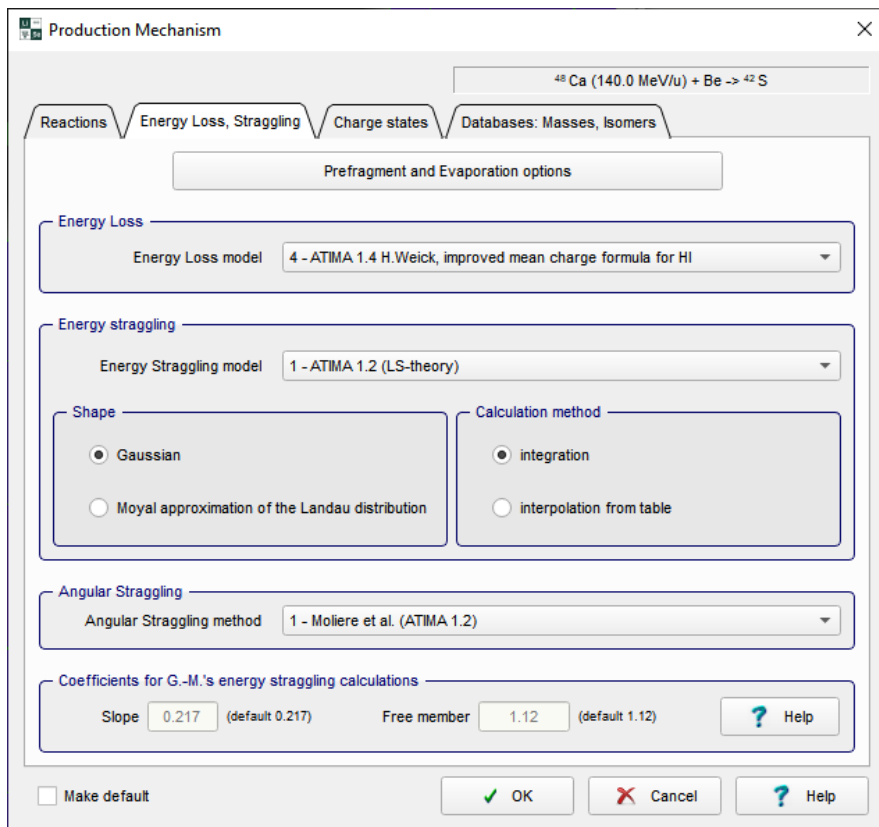 Production Mechanism
⁴⁸Ca (140.0 MeV/u) + Be -> ⁴²S
Reactions
Energy Loss, Straggling
Charge states
Databases: Masses, Isomers
Prefragment and Evaporation options
Energy Loss
Energy Loss model
4 - ATIMA 1.4 H.Weick, improved mean charge formula for HI
Energy straggling
Energy Straggling model
1 - ATIMA 1.2 (LS-theory)
Shape
Gaussian
Moyal approximation of the Landau distribution
Calculation method
integration
interpolation from table
Angular Straggling
Angular Straggling method
1 - Moliere et al. (ATIMA 1.2)
Coefficients for G.-M.'s energy straggling calculations
Slope
0.217
(default 0.217)
Free member
1.12
(default 1.12)
Help
Make default
OK
Cancel
Help